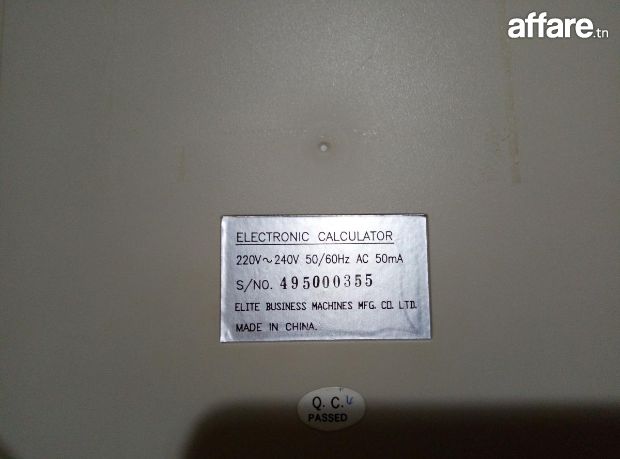 affare.tn
ELECTRONIC CALCULATOR
220V~240V 50/60Hz AC 50mA
S/NO. 495000355
ELITE BUSINESS MACHINES MFG. CO. LTD.
MADE IN CHINA.
Q. C.
PASSED